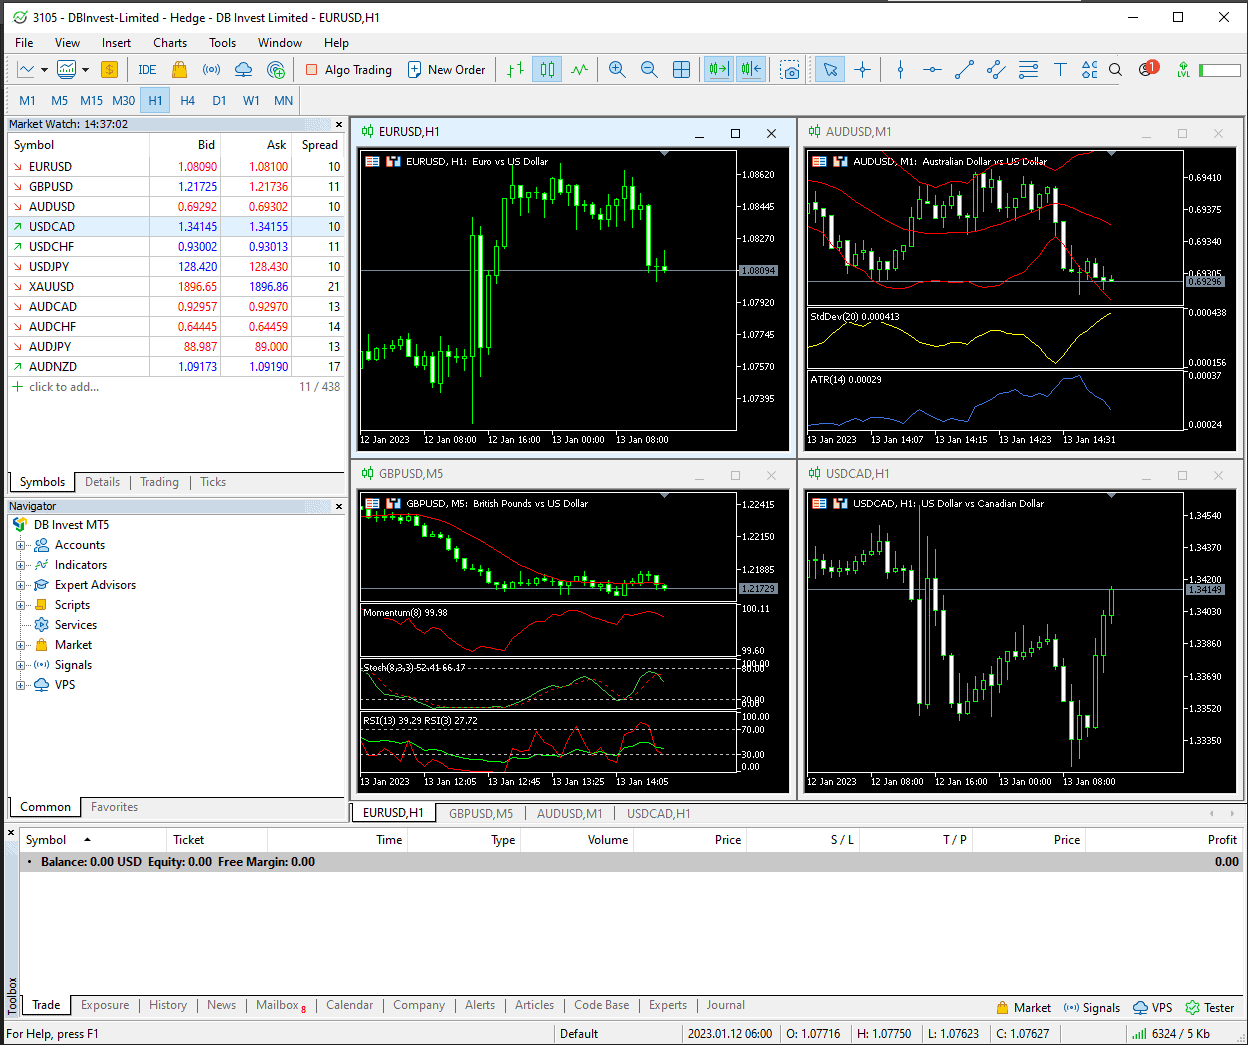 3105 - DBInvest-Limited - Hedge - DB Invest Limited - EURUSD,H1
File View Insert Charts Tools Window Help
IDE Algo Trading New Order 1 LVL
M1 M5 M15 M30 H1 H4 D1 W1 MN
Market Watch: 14:37:02
Symbol Bid Ask Spread
EURUSD 1.08090 1.08100 10
GBPUSD 1.21725 1.21736 11
AUDUSD 0.69292 0.69302 10
USDCAD 1.34145 1.34155 10
USDCHF 0.93002 0.93013 11
USDJPY 128.420 128.430 10
XAUUSD 1896.65 1896.86 21
AUDCAD 0.92957 0.92970 13
AUDCHF 0.64445 0.64459 14
AUDJPY 88.987 89.000 13
AUDNZD 1.09173 1.09190 17
click to add... 11 / 438
Symbols Details Trading Ticks
Navigator
DB Invest MT5
Accounts
Indicators
Expert Advisors
Scripts
Services
Market
Signals
VPS
Common Favorites
EURUSD,H1
EURUSD, H1: Euro vs US Dollar
1.08620
1.08445
1.08270
1.08094
1.07920
1.07745
1.07570
1.07395
12 Jan 2023 12 Jan 08:00 12 Jan 16:00 13 Jan 00:00 13 Jan 08:00
AUDUSD,M1
AUDUSD, M1: Australian Dollar vs US Dollar
0.69410
0.69375
0.69340
0.69305
0.69296
StdDev(20) 0.000413
0.000438
0.000156
ATR(14) 0.00029
0.00037
0.00024
13 Jan 2023 13 Jan 14:07 13 Jan 14:15 13 Jan 14:23 13 Jan 14:31
GBPUSD,M5
GBPUSD, M5: British Pounds vs US Dollar
1.22415
1.22150
1.21885
1.21729
Momentum(8) 99.98
100.11
99.60
Stoch(8,3,3) 52.41 66.17
100.00
80.00
20.00
0.00
RSI(13) 39.29 RSI(3) 27.72
100.00
70.00
30.00
0.00
13 Jan 2023 13 Jan 12:05 13 Jan 12:45 13 Jan 13:25 13 Jan 14:05
USDCAD,H1
USDCAD, H1: US Dollar vs Canadian Dollar
1.34540
1.34370
1.34200
1.34149
1.34030
1.33860
1.33690
1.33520
1.33350
12 Jan 2023 12 Jan 08:00 12 Jan 16:00 13 Jan 00:00 13 Jan 08:00
EURUSD,H1 GBPUSD,M5 AUDUSD,M1 USDCAD,H1
Symbol Ticket Time Type Volume Price S / L T / P Price Profit
Balance: 0.00 USD Equity: 0.00 Free Margin: 0.00 0.00
Toolbox
Trade Exposure History News Mailbox 8 Calendar Company Alerts Articles Code Base Experts Journal
Market Signals VPS Tester
For Help, press F1 Default 2023.01.12 06:00 O: 1.07716 H: 1.07750 L: 1.07623 C: 1.07627 6324 / 5 Kb